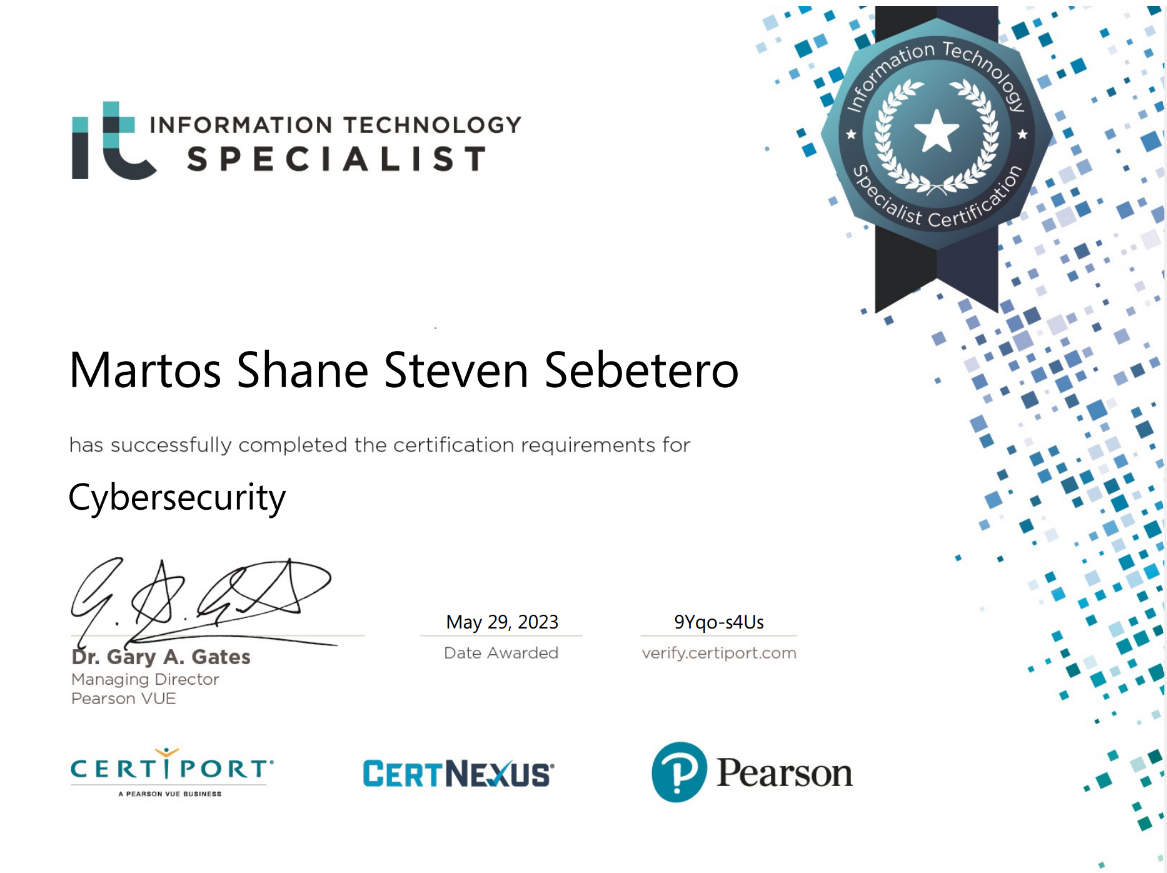 it INFORMATION TECHNOLOGY
SPECIALIST
Information Technology
Specialist Certification
Martos Shane Steven Sebetero
has successfully completed the certification requirements for
Cybersecurity
May 29, 2023
9Yqo-s4Us
Dr. Gary A. Gates
Date Awarded
verify.certiport.com
Managing Director
Pearson VUE
CERTIPORT®
A PEARSON VUE BUSINESS
CERTNEXUS®
P Pearson